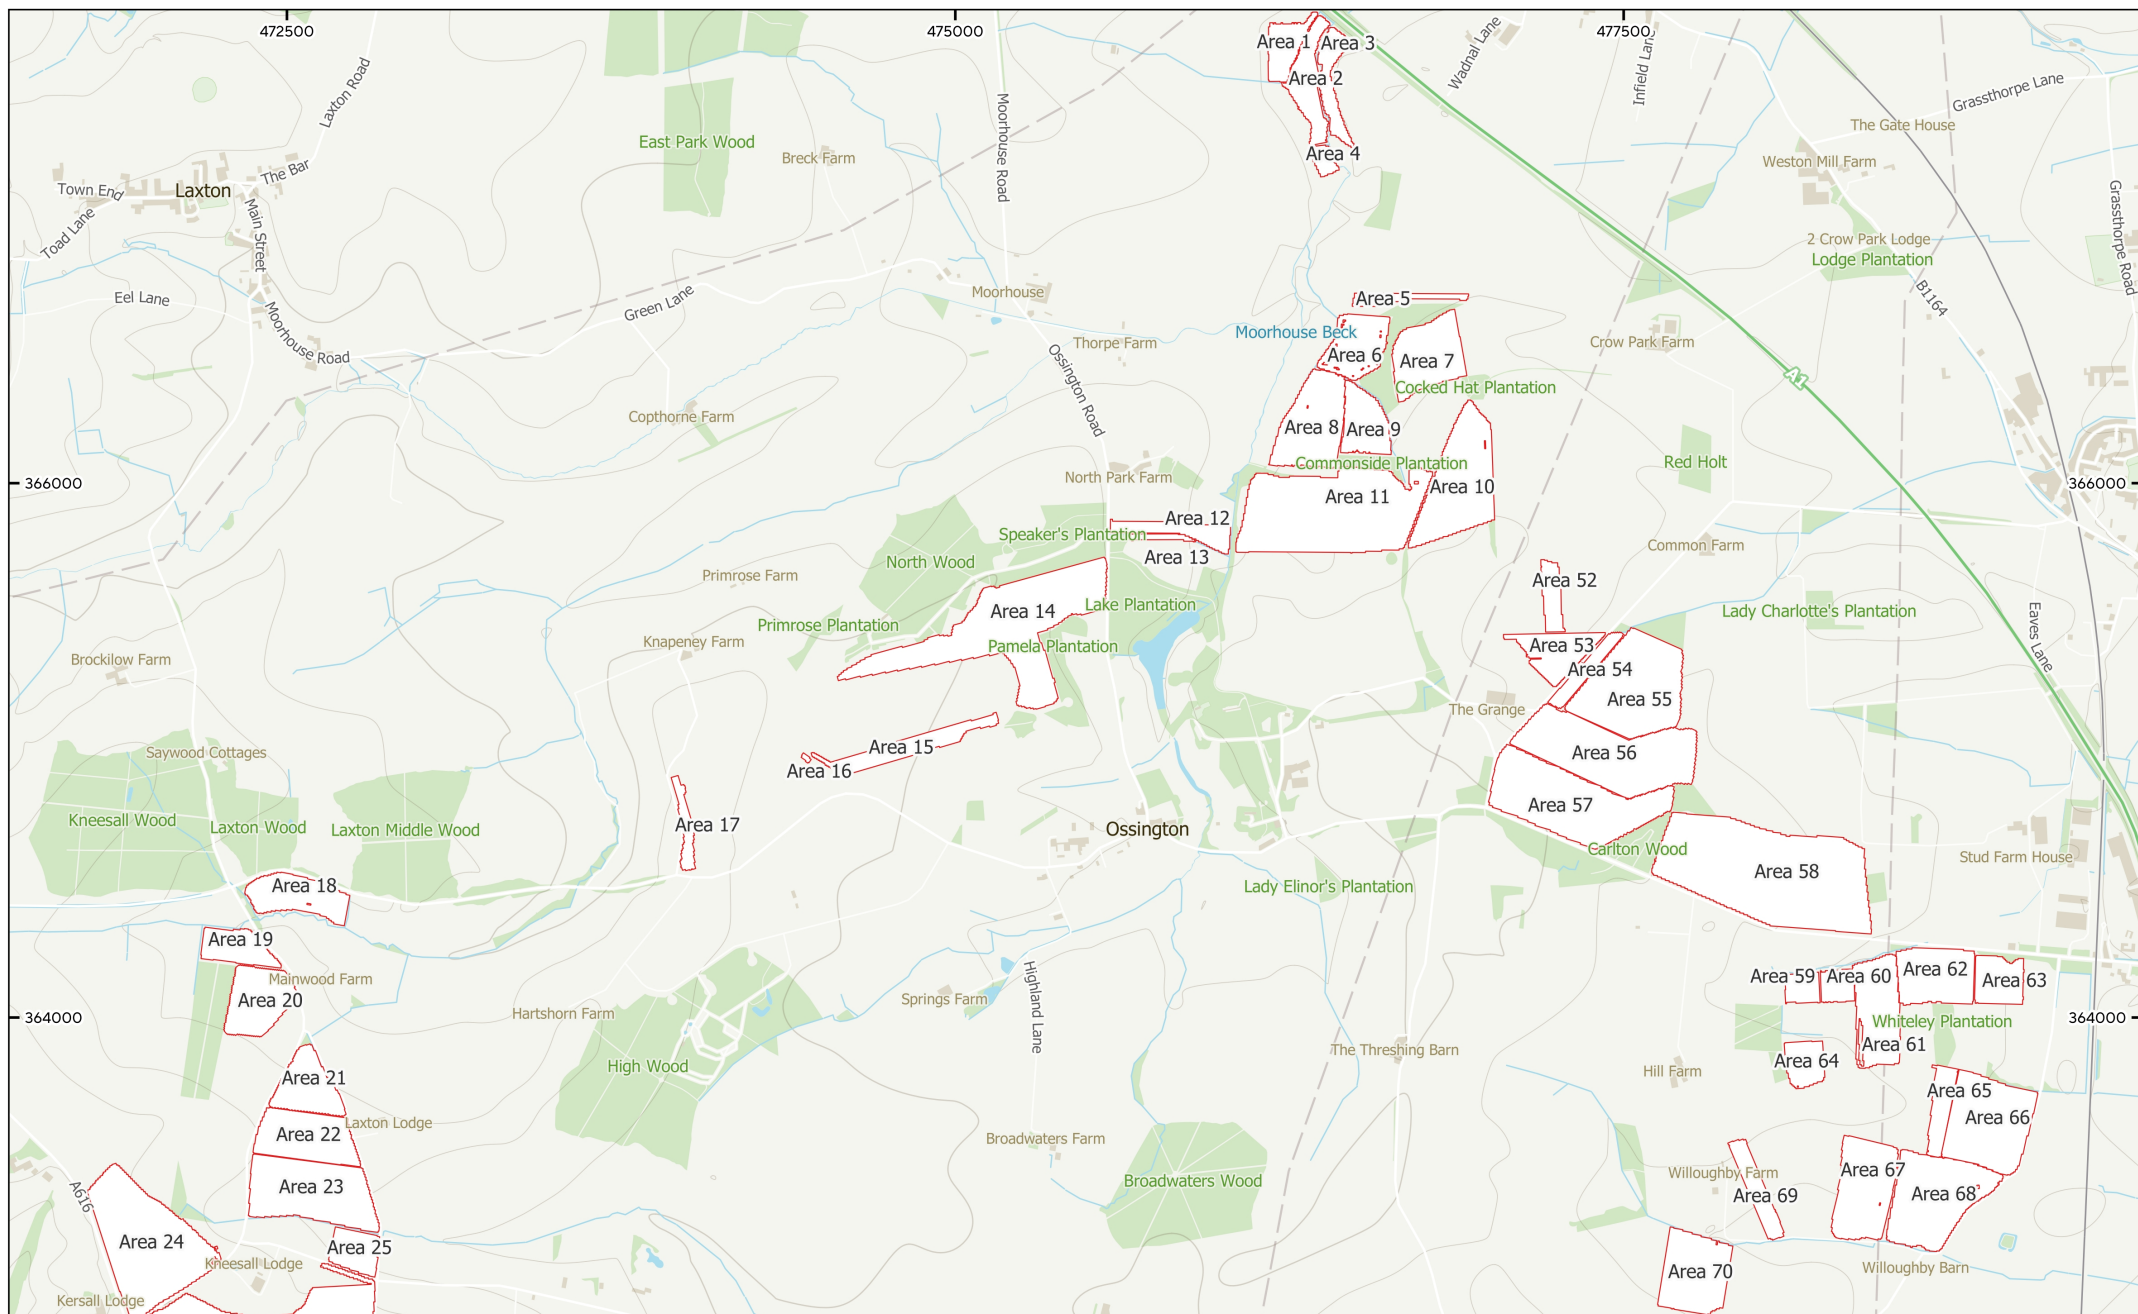 472500
475000
477500
Area 1
Area 3
Area 2
Area 4
Wadnal Lane
Infield Lane
Grassthorpe Lane
The Gate House
Weston Mill Farm
Laxton Road
Moorhouse Road
East Park Wood
Breck Farm
Town End
Laxton
The Bar
Toad Lane
Main Street
Grassthorpe Road
2 Crow Park Lodge
Lodge Plantation
B1164
Eel Lane
Moorhouse Road
Green Lane
Moorhouse
Area 5
Moorhouse Beck
Thorpe Farm
Area 6
Area 7
Crow Park Farm
A1
Cocked Hat Plantation
Ossington Road
Copthorne Farm
Area 8
Area 9
Commonside Plantation
Red Holt
North Park Farm
366000
Area 10
Area 11
366000
Area 12
Speaker's Plantation
Area 13
Common Farm
North Wood
Primrose Farm
Area 52
Area 14
Lake Plantation
Lady Charlotte's Plantation
Primrose Plantation
Knapeney Farm
Pamela Plantation
Area 53
Eaves Lane
Brockilow Farm
Area 54
Area 55
The Grange
Saywood Cottages
Area 15
Area 56
Area 16
Area 57
Kneesall Wood
Laxton Wood
Laxton Middle Wood
Area 17
Ossington
Carlton Wood
Stud Farm House
Area 58
Area 18
Lady Elinor's Plantation
Area 19
Mainwood Farm
Area 20
Area 59
Area 60
Area 62
Area 63
Highland Lane
Springs Farm
Hartshorn Farm
364000
Whiteley Plantation
364000
Area 61
The Threshing Barn
Area 64
Hill Farm
High Wood
Area 21
Area 65
Laxton Lodge
Area 66
Area 22
Broadwaters Farm
Area 67
Willoughby Farm
Broadwaters Wood
Area 23
A616
Area 69
Area 68
Area 24
Area 25
Kneesall Lodge
Area 70
Willoughby Barn
Kersall Lodge